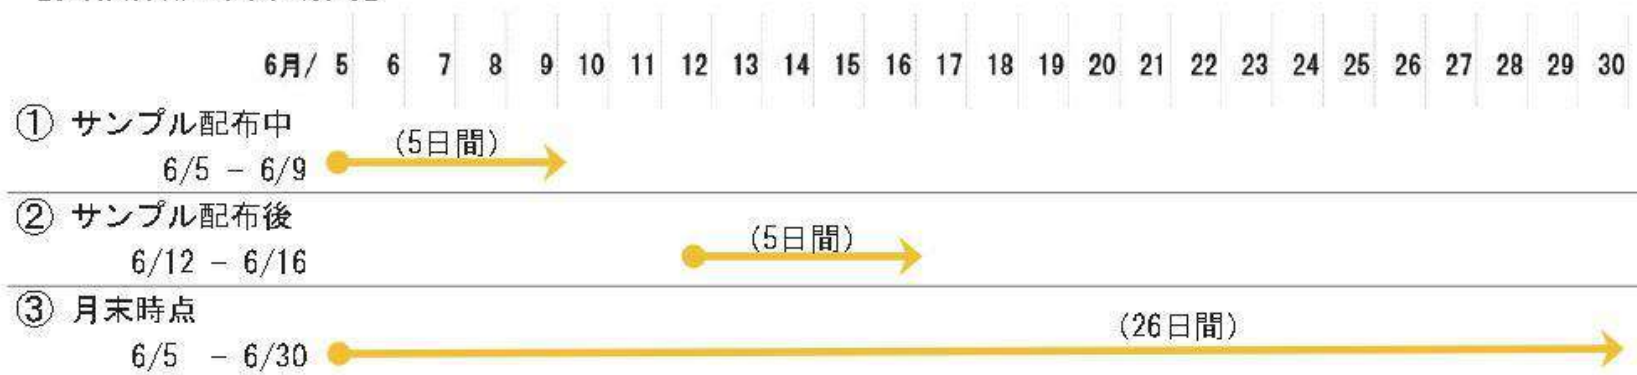 6月/ 5 6 7 8 9 10 11 12 13 14 15 16 17 18 19 20 21 22 23 24 25 26 27 28 29 30
① サンプル配布中
(5日間)
6/5 - 6/9
② サンプル配布後
(5日間)
6/12 - 6/16
③ 月末時点
(26日間)
6/5 - 6/30